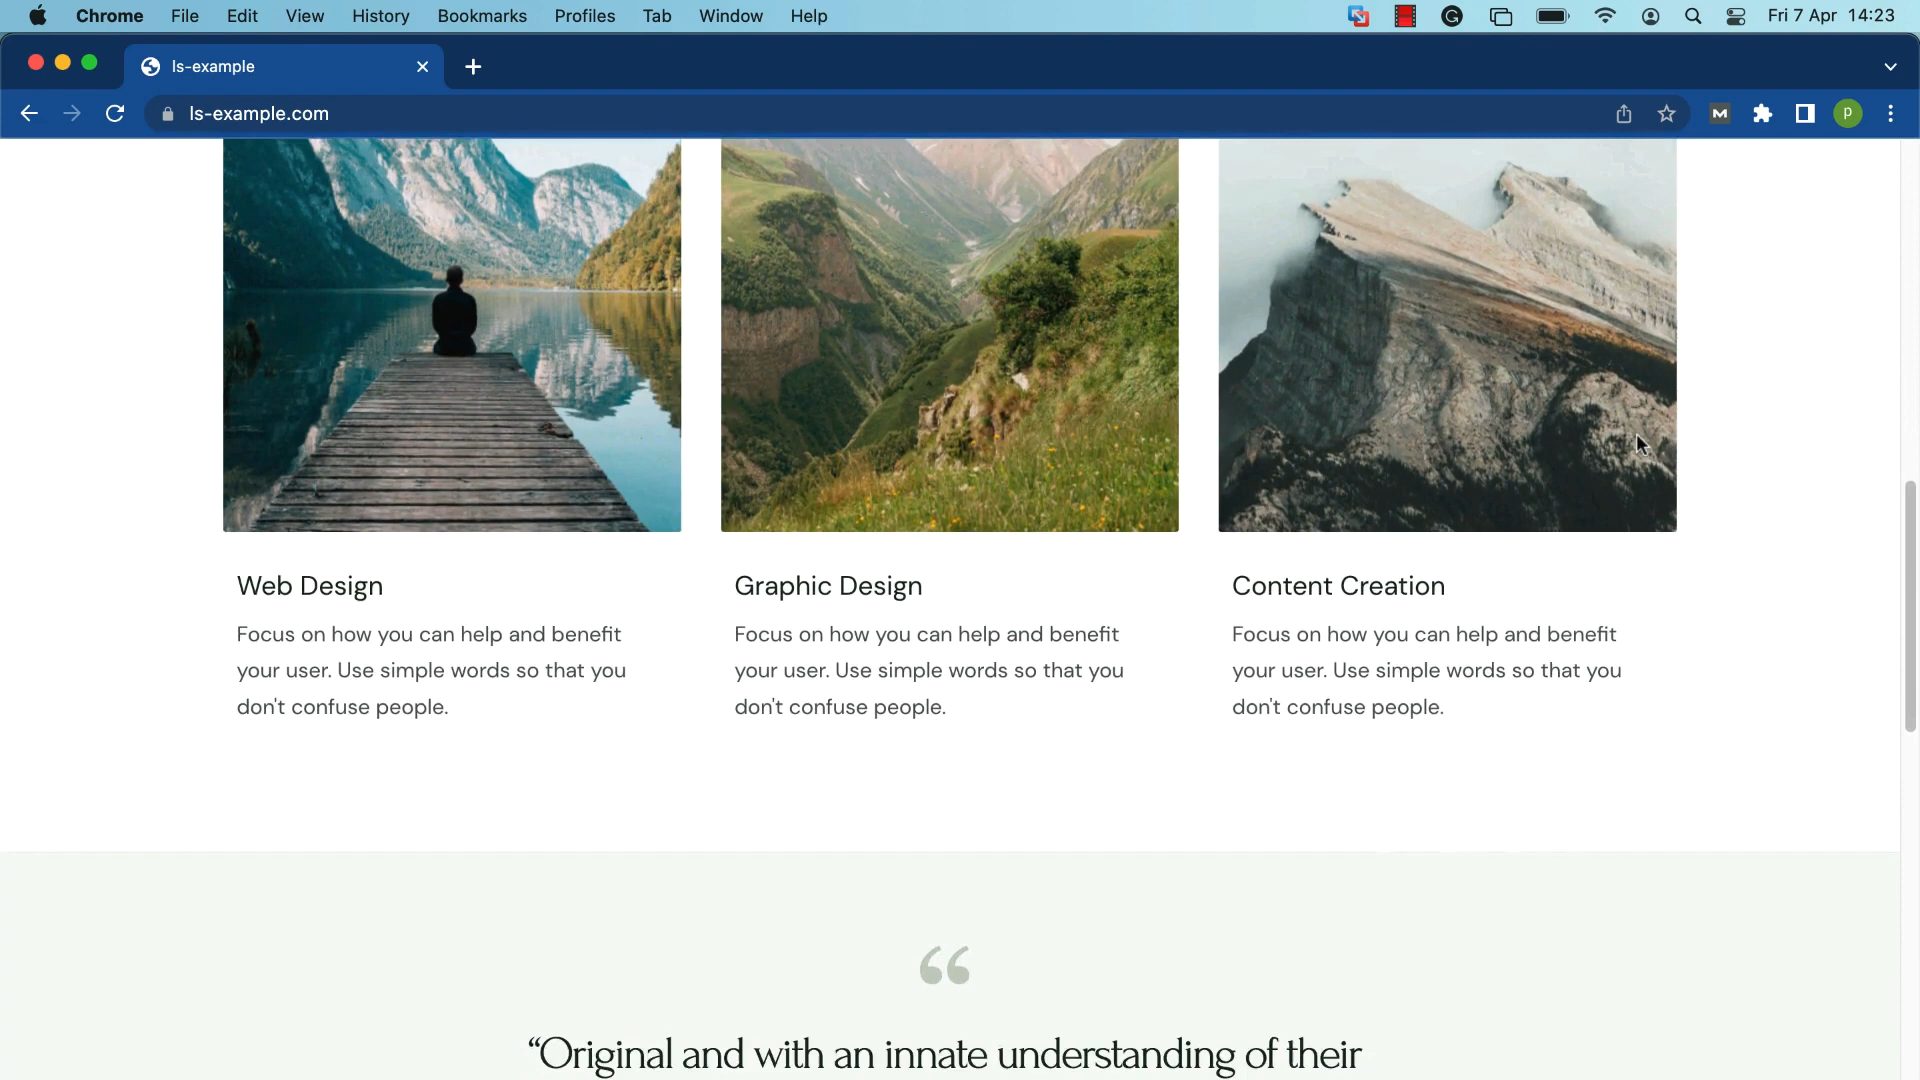 Chrome File Edit View History Bookmarks Profiles Tab Window Help Fri 7 Apr 14:23
ls-example
ls-example.com
M
p
Web Design
Focus on how you can help and benefit
your user. Use simple words so that you
don't confuse people.
Graphic Design
Focus on how you can help and benefit
your user. Use simple words so that you
don't confuse people.
Content Creation
Focus on how you can help and benefit
your user. Use simple words so that you
don't confuse people.
“
“Original and with an innate understanding of their